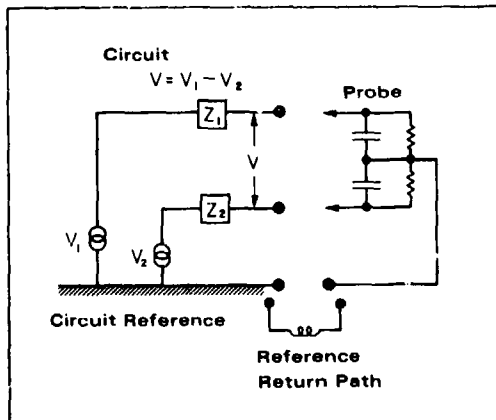 Circuit
V = V₁ − V₂
Probe
Z₁
V
Z₂
V₁
V₂
Circuit Reference
Reference
Return Path